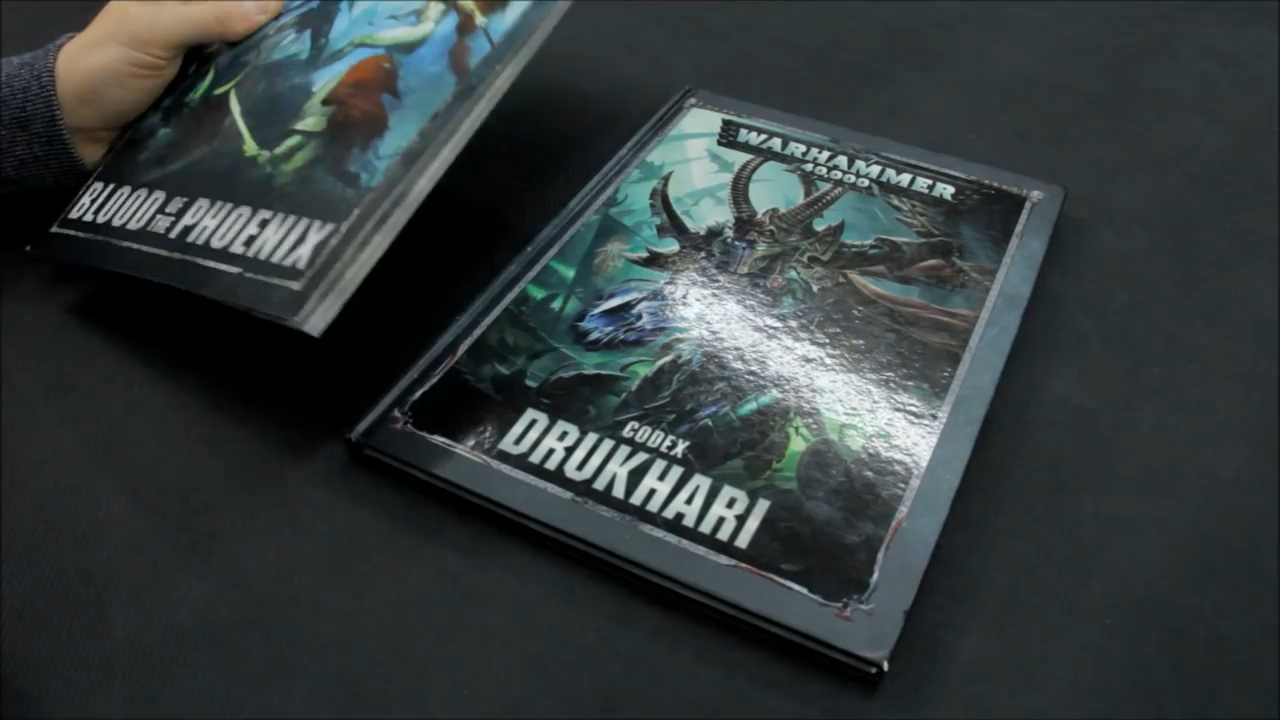 BLOOD OF THE PHOENIX
WARHAMMER
40,000
CODEX
DRUKHARI